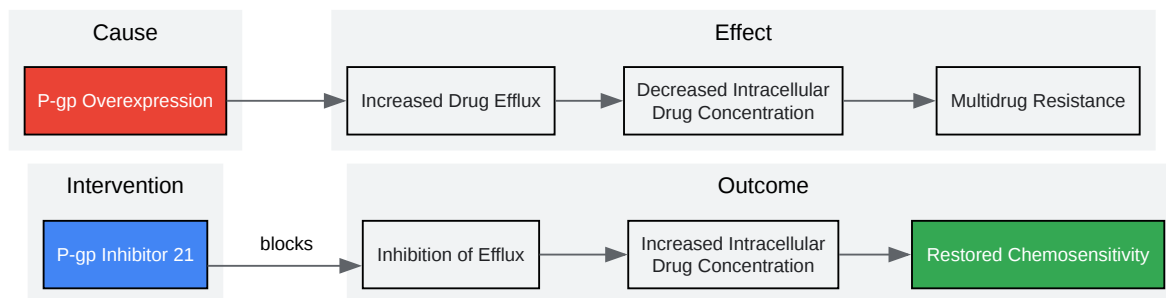 Cause
Effect
P-gp Overexpression
Increased Drug Efflux
Decreased Intracellular
Drug Concentration
Multidrug Resistance
Intervention
Outcome
P-gp Inhibitor 21
blocks
Inhibition of Efflux
Increased Intracellular
Drug Concentration
Restored Chemosensitivity